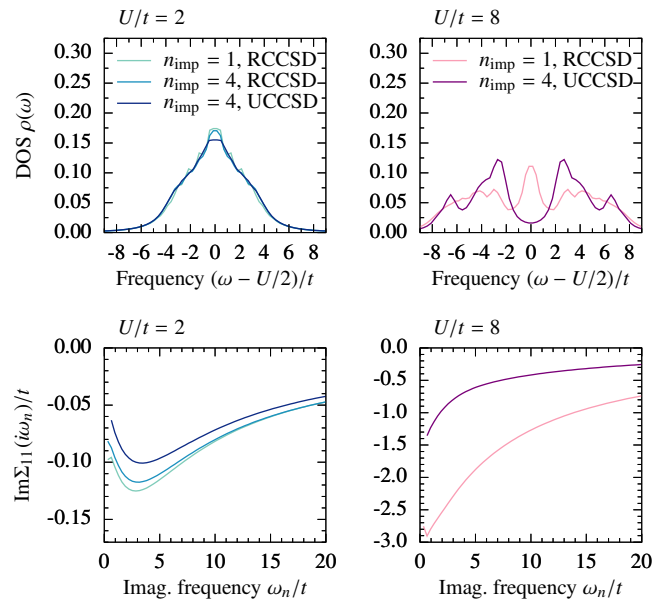 U/t = 2
U/t = 8
0.30
0.25
0.20
0.15
0.10
0.05
0.00
DOS ρ(ω)
n_imp = 1, RCCSD
n_imp = 4, RCCSD
n_imp = 4, UCCSD
-8 -6 -4 -2 0 2 4 6 8
Frequency (ω − U/2)/t
0.30
0.25
0.20
0.15
0.10
0.05
0.00
n_imp = 1, RCCSD
n_imp = 4, UCCSD
-8 -6 -4 -2 0 2 4 6 8
Frequency (ω − U/2)/t
U/t = 2
U/t = 8
0.00
-0.05
-0.10
-0.15
ImΣ₁₁(iω_n)/t
0 5 10 15 20
Imag. frequency ω_n/t
0.0
-0.5
-1.0
-1.5
-2.0
-2.5
-3.0
0 5 10 15 20
Imag. frequency ω_n/t